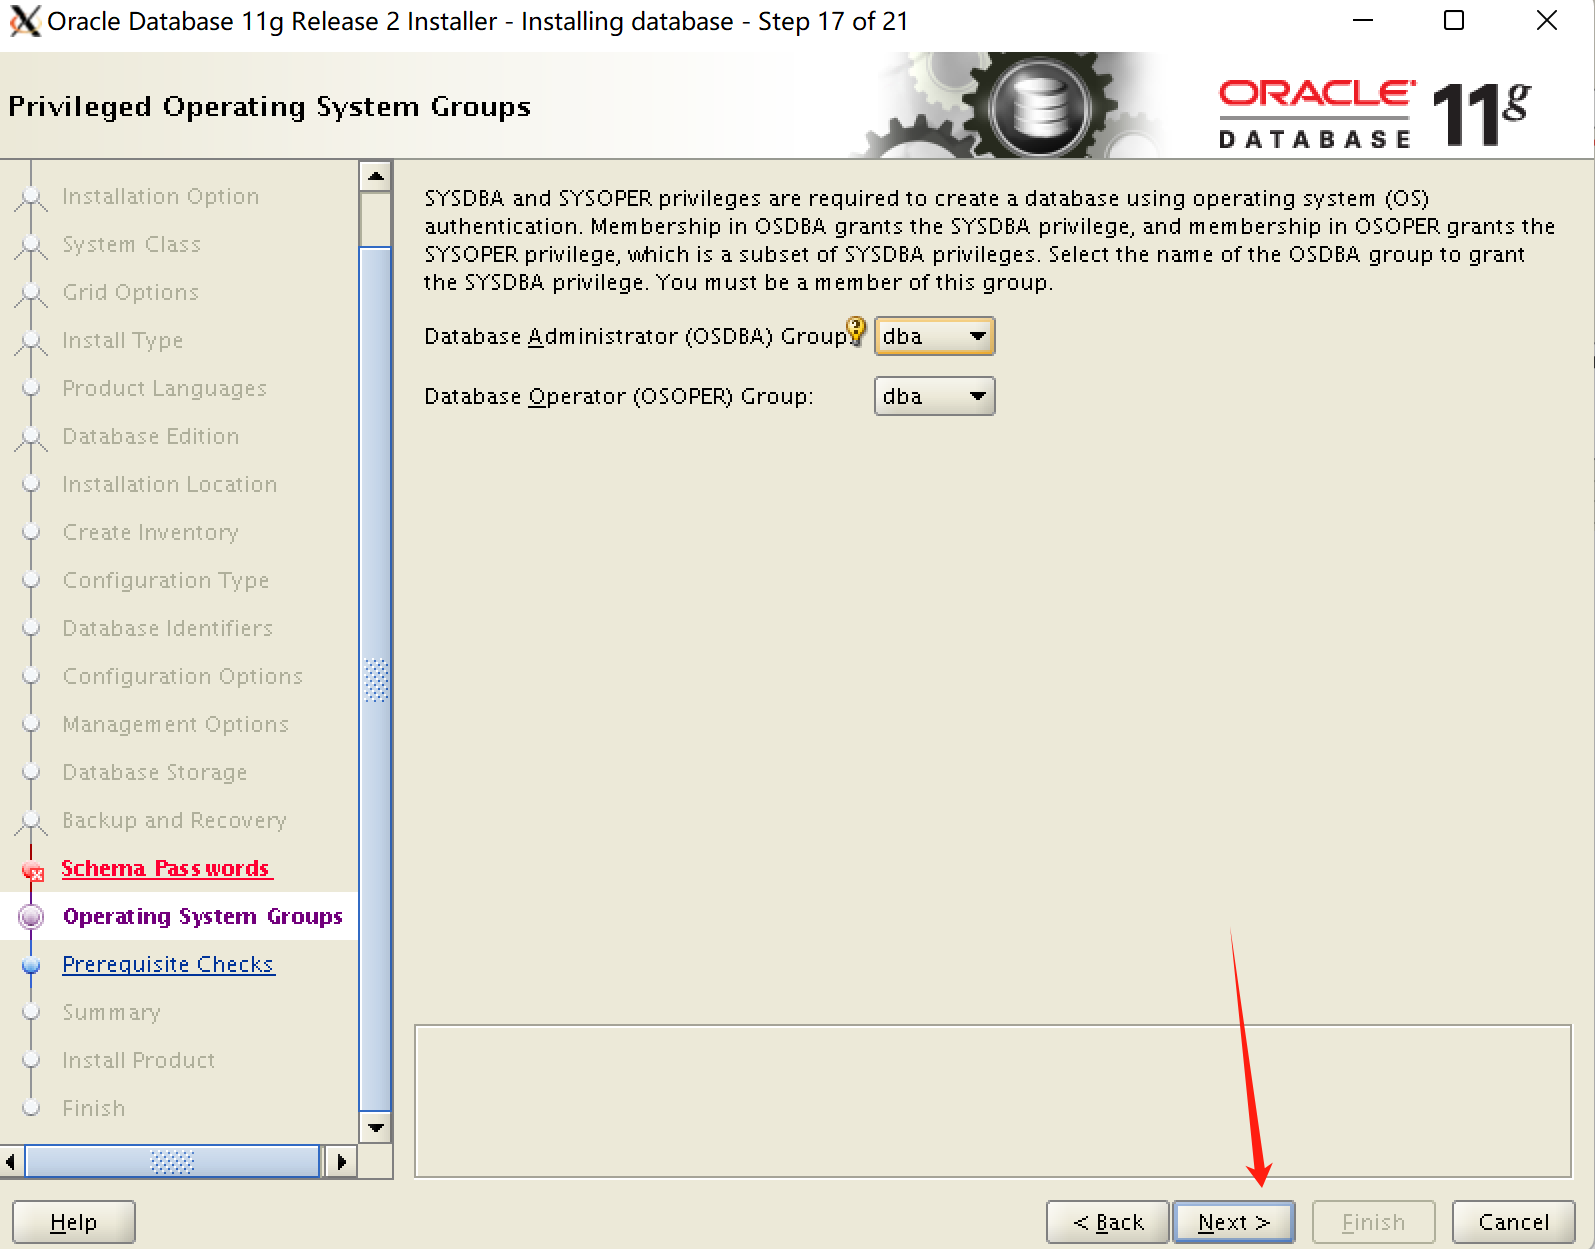 Oracle Database 11g Release 2 Installer - Installing database - Step 17 of 21
Privileged Operating System Groups
ORACLE
DATABASE
11g
Installation Option
System Class
Grid Options
Install Type
Product Languages
Database Edition
Installation Location
Create Inventory
Configuration Type
Database Identifiers
Configuration Options
Management Options
Database Storage
Backup and Recovery
Schema Passwords
Operating System Groups
Prerequisite Checks
Summary
Install Product
Finish
SYSDBA and SYSOPER privileges are required to create a database using operating system (OS)
authentication. Membership in OSDBA grants the SYSDBA privilege, and membership in OSOPER grants the
SYSOPER privilege, which is a subset of SYSDBA privileges. Select the name of the OSDBA group to grant
the SYSDBA privilege. You must be a member of this group.
Database Administrator (OSDBA) Group: dba
Database Operator (OSOPER) Group: dba
Help
< Back
Next >
Finish
Cancel